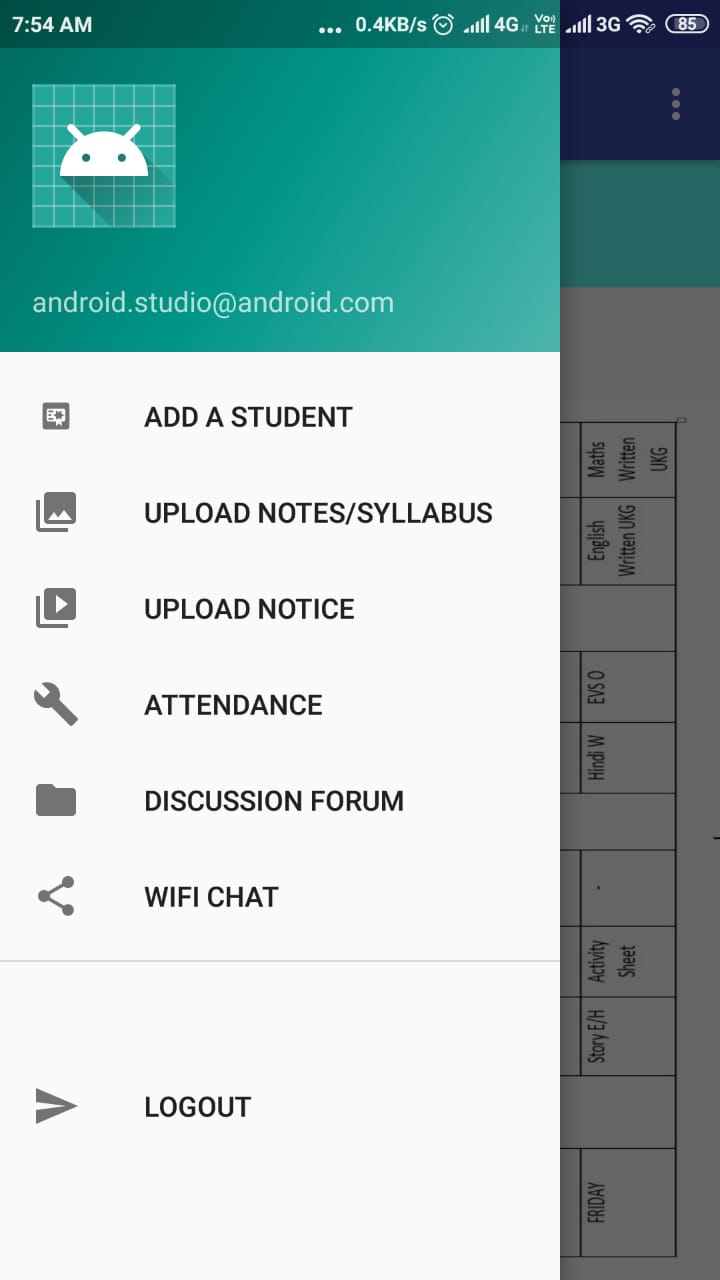 7:54 AM ... 0.4KB/s 4G Vo)) LTE 3G 85
android.studio@android.com
ADD A STUDENT
UPLOAD NOTES/SYLLABUS
UPLOAD NOTICE
ATTENDANCE
DISCUSSION FORUM
WIFI CHAT
LOGOUT
FRIDAY
Story E/H
Activity
Sheet
-
Hindi W
EVS O
English
Written UKG
Maths
Written
UKG